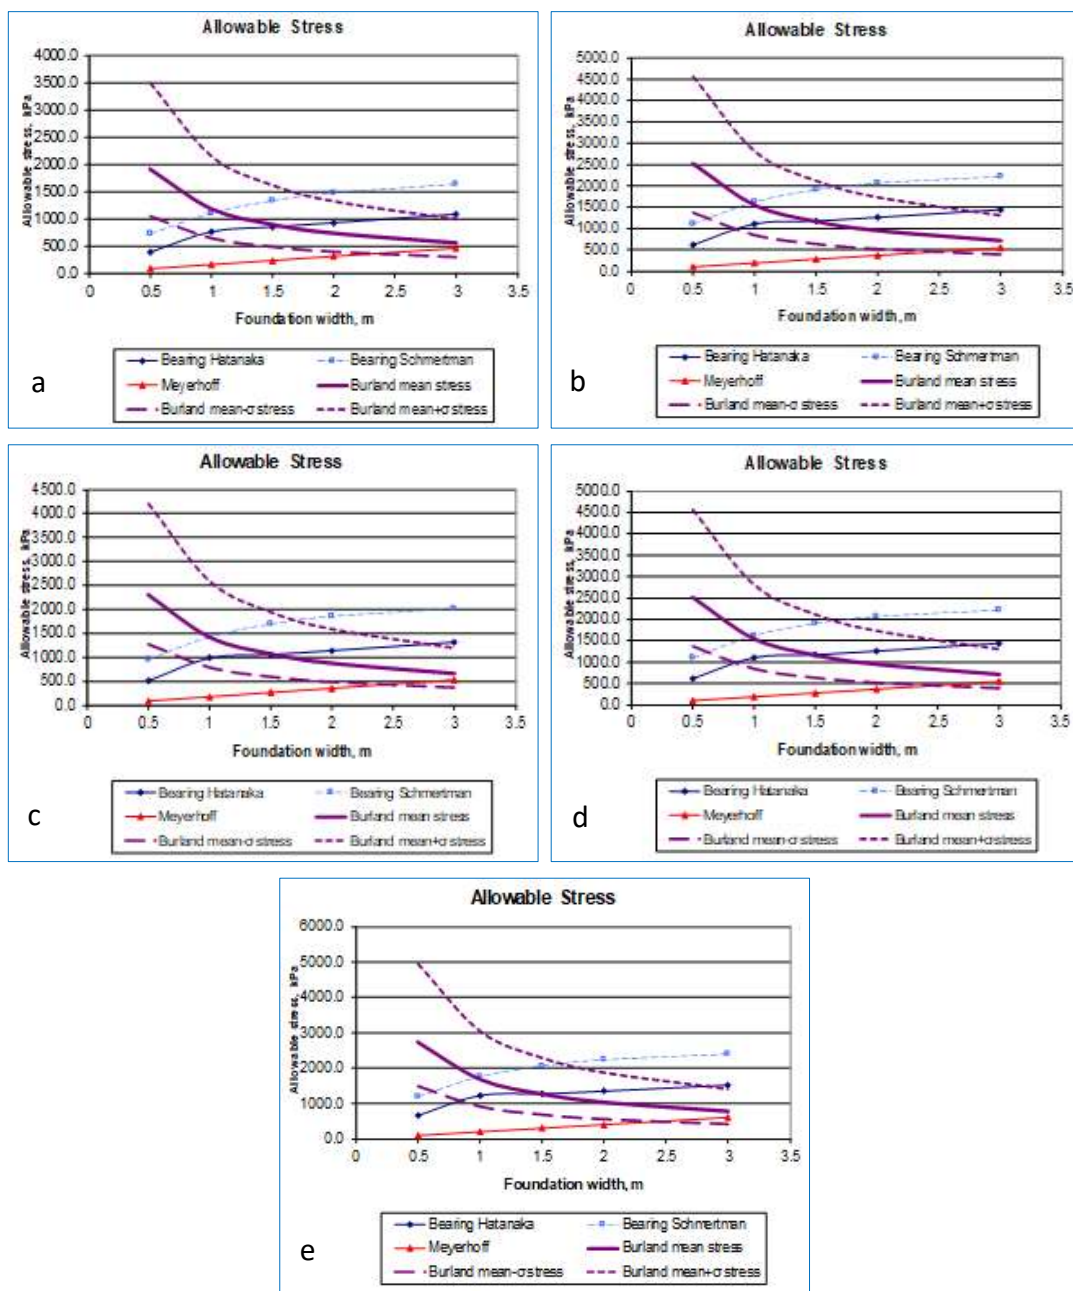 Allowable Stress
4000.0
3500.0
3000.0
2500.0
2000.0
1500.0
1000.0
500.0
0.0
Allowable stress, kPa
0 0.5 1 1.5 2 2.5 3 3.5
Foundation width, m
Bearing Hatanaka Bearing Schmertman
Meyerhoff Burland mean stress
Burland mean-σ stress Burland mean+σ stress
a
Allowable Stress
5000.0
4500.0
4000.0
3500.0
3000.0
2500.0
2000.0
1500.0
1000.0
500.0
0.0
Allowable stress, kPa
0 0.5 1 1.5 2 2.5 3 3.5
Foundation width, m
Bearing Hatanaka Bearing Schmertman
Meyerhoff Burland mean stress
Burland mean-σ stress Burland mean+σ stress
b
Allowable Stress
4500.0
4000.0
3500.0
3000.0
2500.0
2000.0
1500.0
1000.0
500.0
0.0
Allowable stress, kPa
0 0.5 1 1.5 2 2.5 3 3.5
Foundation width, m
Bearing Hatanaka Bearing Schmertman
Meyerhoff Burland mean stress
Burland mean-σ stress Burland mean+σ stress
c
Allowable Stress
5000.0
4500.0
4000.0
3500.0
3000.0
2500.0
2000.0
1500.0
1000.0
500.0
0.0
Allowable stress, kPa
0 0.5 1 1.5 2 2.5 3 3.5
Foundation width, m
Bearing Hatanaka Bearing Schmertman
Meyerhoff Burland mean stress
Burland mean-σ stress Burland mean+σ stress
d
Allowable Stress
6000.0
5000.0
4000.0
3000.0
2000.0
1000.0
0.0
Allowable stress, kPa
0 0.5 1 1.5 2 2.5 3 3.5
Foundation width, m
Bearing Hatanaka Bearing Schmertman
Meyerhoff Burland mean stress
Burland mean-σ stress Burland mean+σ stress
e